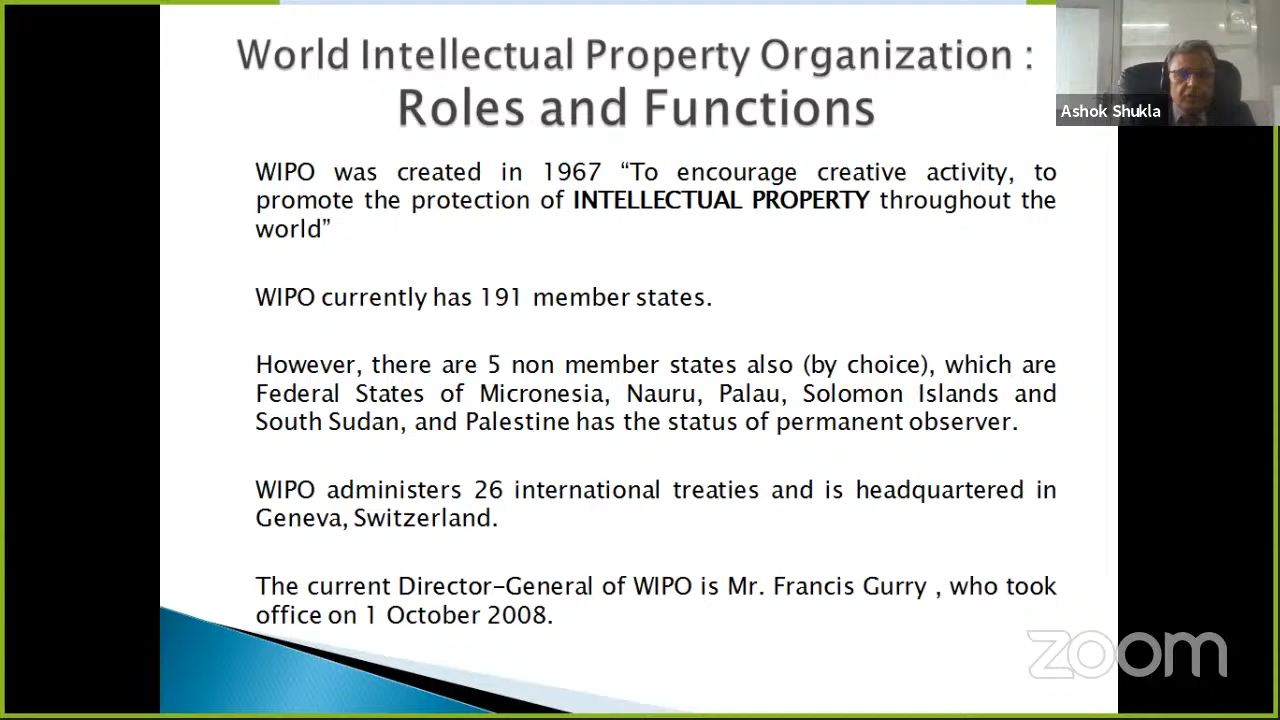 World Intellectual Property Organization :
Roles and Functions
Ashok Shukla
WIPO was created in 1967 “To encourage creative activity, to
promote the protection of INTELLECTUAL PROPERTY throughout the
world”
WIPO currently has 191 member states.
However, there are 5 non member states also (by choice), which are
Federal States of Micronesia, Nauru, Palau, Solomon Islands and
South Sudan, and Palestine has the status of permanent observer.
WIPO administers 26 international treaties and is headquartered in
Geneva, Switzerland.
The current Director-General of WIPO is Mr. Francis Gurry , who took
office on 1 October 2008.
zoom